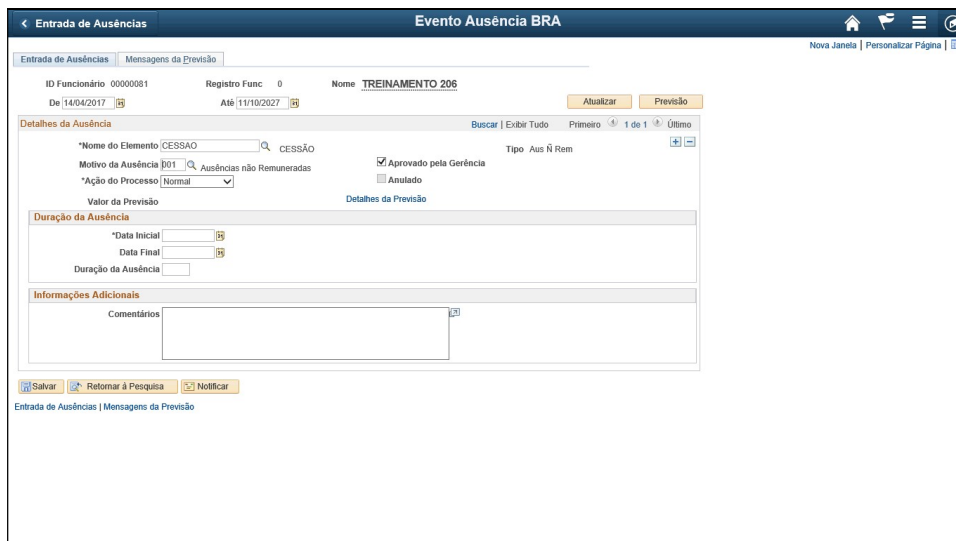 Entrada de Ausências
Evento Ausência BRA
Nova Janela | Personalizar Página |
Entrada de Ausências Mensagens da Previsão
ID Funcionário 00000081 Registro Func 0 Nome TREINAMENTO 206
De 14/04/2017 Até 11/10/2027 Atualizar Previsão
Detalhes da Ausência Buscar | Exibir Tudo Primeiro 1 de 1 Último
*Nome do Elemento CESSAO CESSÃO Tipo Aus Ñ Rem
Motivo da Ausência 001 Ausências não Remuneradas Aprovado pela Gerência
*Ação do Processo Normal Anulado
Valor da Previsão Detalhes da Previsão
Duração da Ausência
*Data Inicial
Data Final
Duração da Ausência
Informações Adicionais
Comentários
Salvar Retornar à Pesquisa Notificar
Entrada de Ausências | Mensagens da Previsão